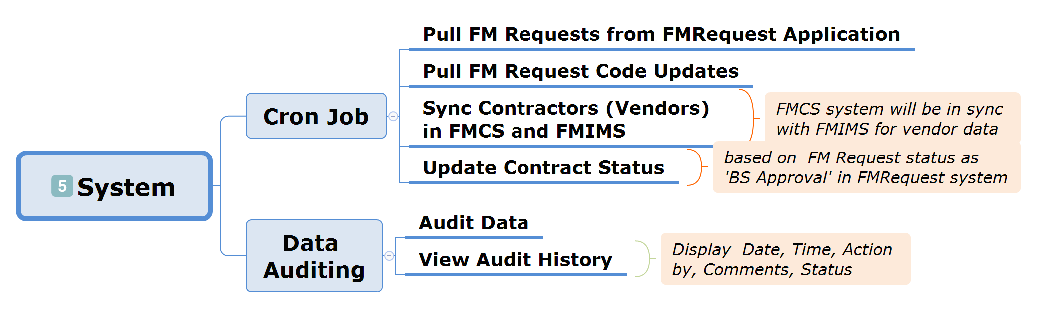 5 System
Cron Job
Pull FM Requests from FMRequest Application
Pull FM Request Code Updates
Sync Contractors (Vendors)
in FMCS and FMIMS
FMCS system will be in sync
with FMIMS for vendor data
Update Contract Status
based on  FM Request status as
'BS Approval' in FMRequest system
Data
Auditing
Audit Data
View Audit History
Display  Date, Time, Action
by, Comments, Status